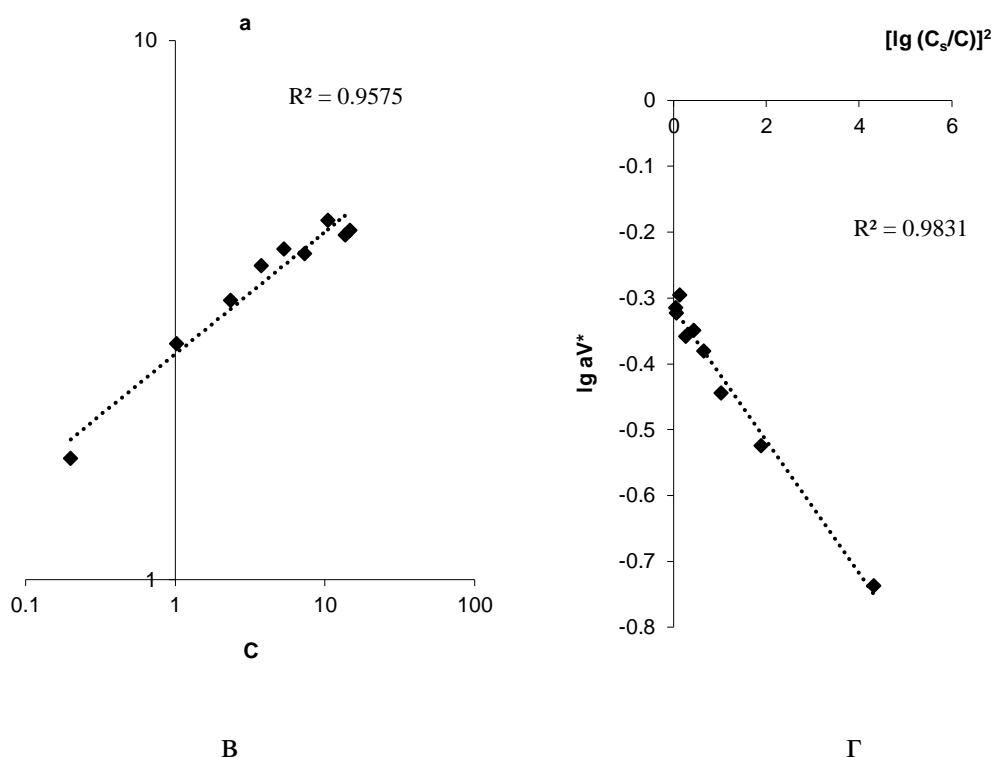 a
10
R² = 0.9575
1
0.1
1
10
100
C
В
[lg (Cs/C)]²
0
0
2
4
6
-0.1
-0.2
R² = 0.9831
-0.3
lg aV*
-0.4
-0.5
-0.6
-0.7
-0.8
Г